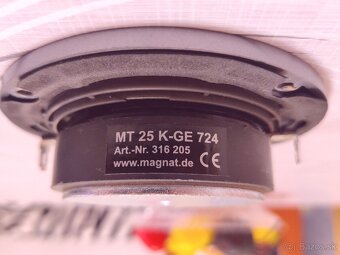 MT 25 K-GE 724
Art.-Nr. 316 205
www.magnat.de CE